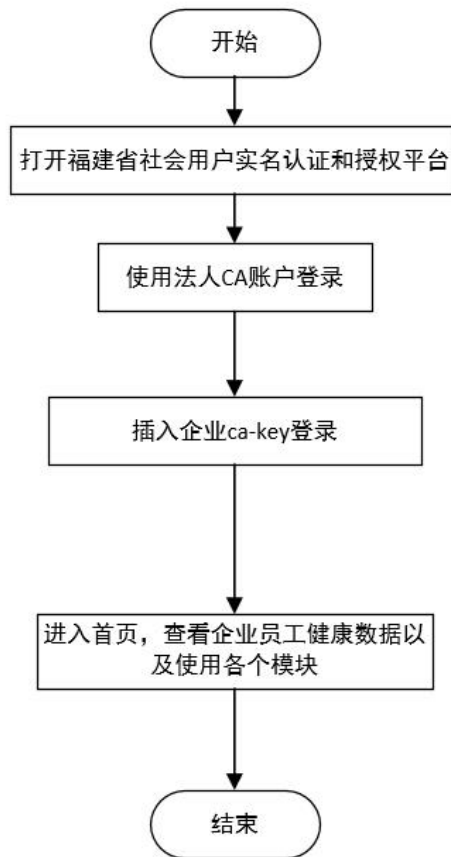 开始
打开福建省社会用户实名认证和授权平台
使用法人CA账户登录
插入企业ca-key登录
进入首页，查看企业员工健康数据以
及使用各个模块
结束